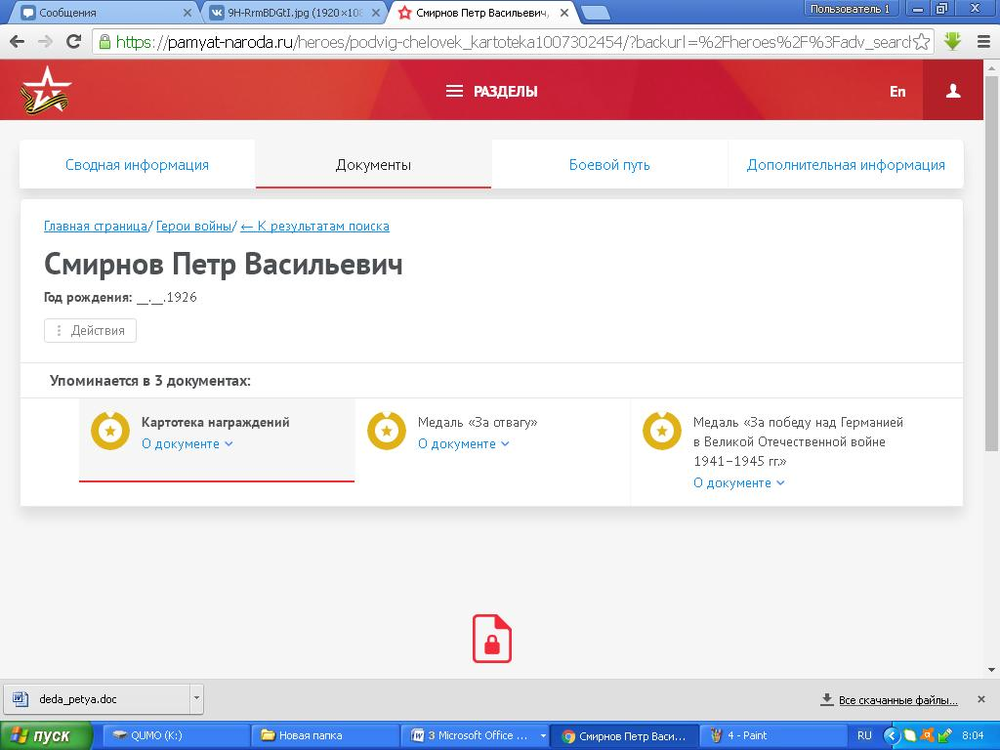 Сообщения
9H-RrmBDGtI.jpg (1920×108
Смирнов Петр Васильевич,
Пользователь 1
https://pamyat-naroda.ru/heroes/podvig-chelovek_kartoteka1007302454/?backurl=%2Fheroes%2F%3Fadv_searc
РАЗДЕЛЫ
En
Сводная информация
Документы
Боевой путь
Дополнительная информация
Главная страница/ Герои войны/ ← К результатам поиска
Смирнов Петр Васильевич
Год рождения: __.__.1926
Действия
Упоминается в 3 документах:
Картотека награждений
О документе
Медаль «За отвагу»
О документе
Медаль «За победу над Германией
в Великой Отечественной войне
1941–1945 гг.»
О документе
deda_petya.doc
Все скачанные файлы...
пуск
QUMO (K:)
Новая папка
3 Microsoft Office ...
Смирнов Петр Васи...
4 - Paint
RU
8:04